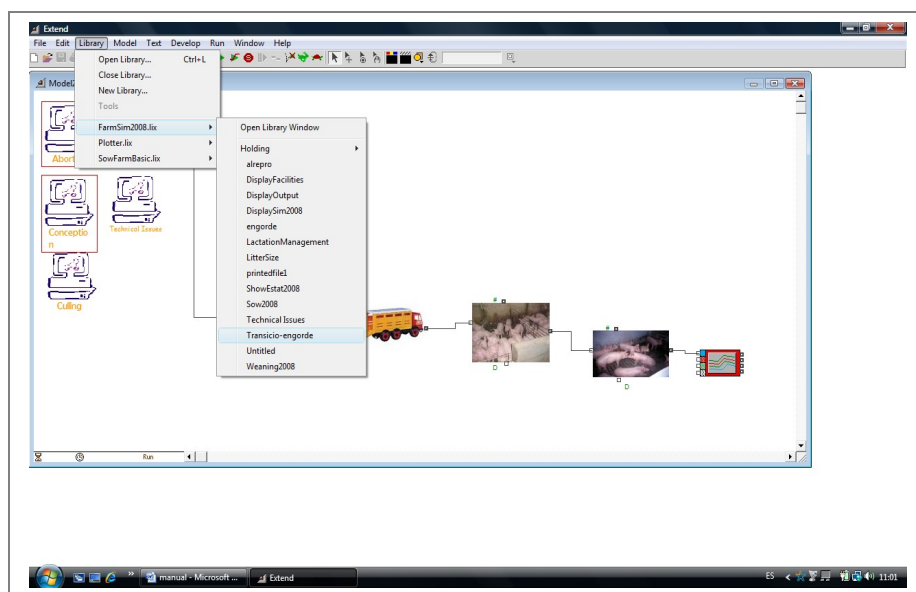 Extend
File Edit Library Model Text Develop Run Window Help
Open Library... Ctrl+L
Close Library...
New Library...
Tools
FarmSim2008.lix
Plotter.lix
SowFarmBasic.lix
Open Library Window
Holding
alrepro
DisplayFacilities
DisplayOutput
DisplaySim2008
engorde
LactationManagement
LitterSize
printedfile1
ShowEstat2008
Sow2008
Technical Issues
Transicio-engorde
Untitled
Weaning2008
Conceptio
n
Technical Issues
Culling
D
D
Run
manual - Microsoft ...
Extend
ES
11:01